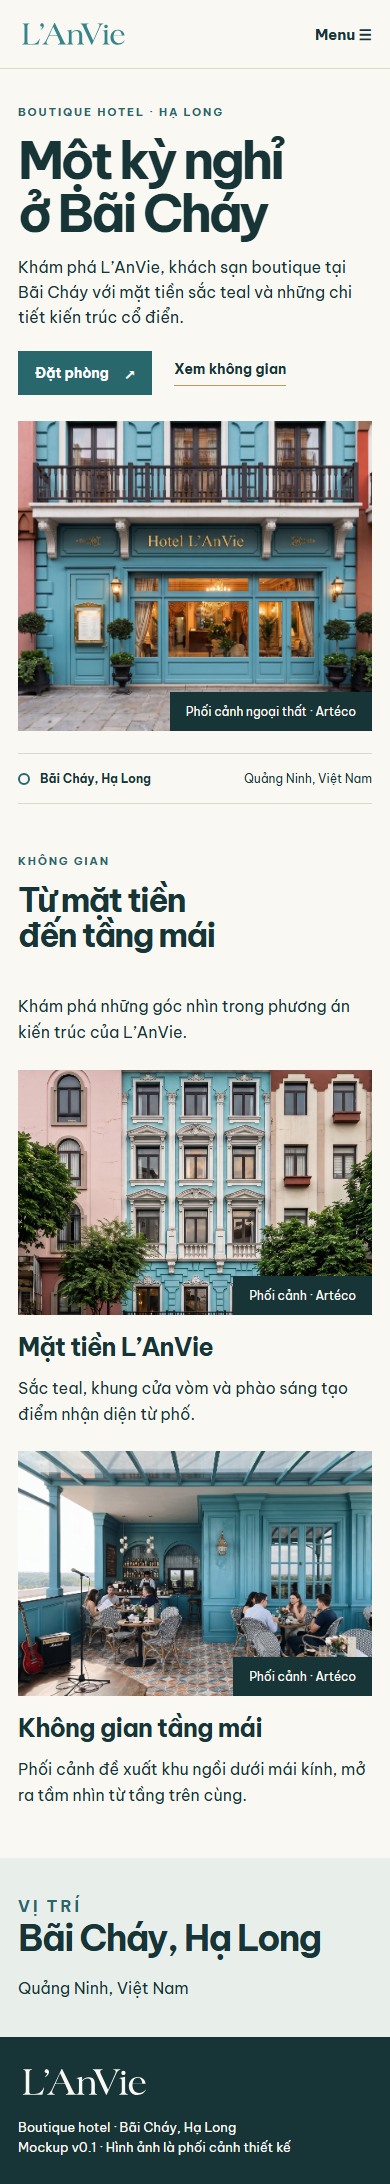 L'AnVie
Menu ☰
BOUTIQUE HOTEL · HẠ LONG
Một kỳ nghỉ
ở Bãi Cháy
Khám phá L’AnVie, khách sạn boutique tại
Bãi Cháy với mặt tiền sắc teal và những chi
tiết kiến trúc cổ điển.
Đặt phòng ↗
Xem không gian
Hotel L'AnVie
Phối cảnh ngoại thất · Artéco
Bãi Cháy, Hạ Long
Quảng Ninh, Việt Nam
KHÔNG GIAN
Từ mặt tiền
đến tầng mái
Khám phá những góc nhìn trong phương án
kiến trúc của L’AnVie.
Phối cảnh · Artéco
Mặt tiền L’AnVie
Sắc teal, khung cửa vòm và phào sáng tạo
điểm nhận diện từ phố.
Phối cảnh · Artéco
Không gian tầng mái
Phối cảnh đề xuất khu ngồi dưới mái kính, mở
ra tầm nhìn từ tầng trên cùng.
VỊ TRÍ
Bãi Cháy, Hạ Long
Quảng Ninh, Việt Nam
L'AnVie
Boutique hotel · Bãi Cháy, Hạ Long
Mockup v0.1 · Hình ảnh là phối cảnh thiết kế